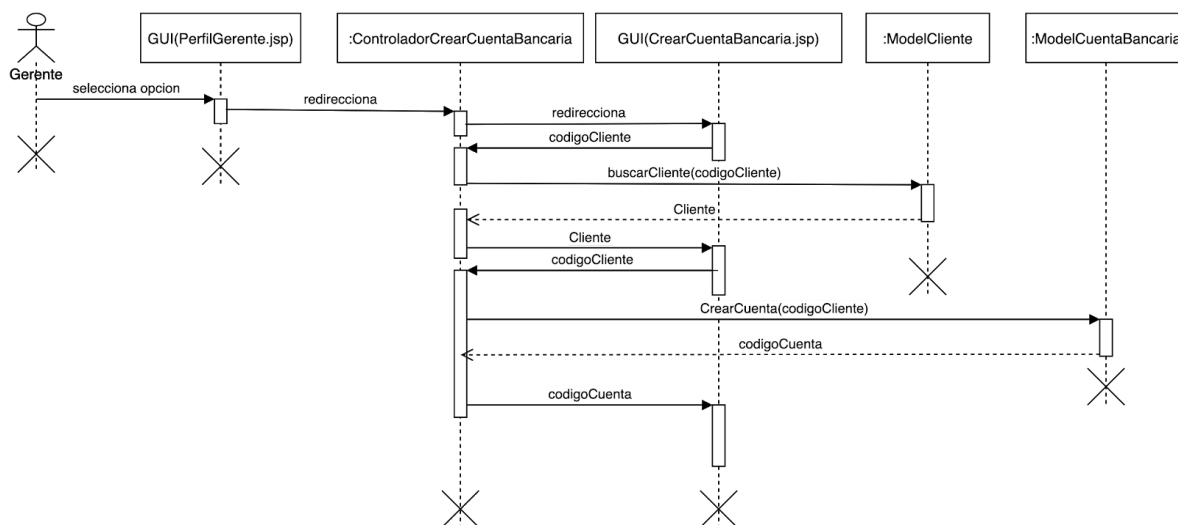 GUI(PerfilGerente.jsp)
:ControladorCrearCuentaBancaria
GUI(CrearCuentaBancaria.jsp)
:ModelCliente
:ModelCuentaBancaria
Gerente
selecciona opcion
redirecciona
redirecciona
codigoCliente
buscarCliente(codigoCliente)
Cliente
Cliente
codigoCliente
CrearCuenta(codigoCliente)
codigoCuenta
codigoCuenta